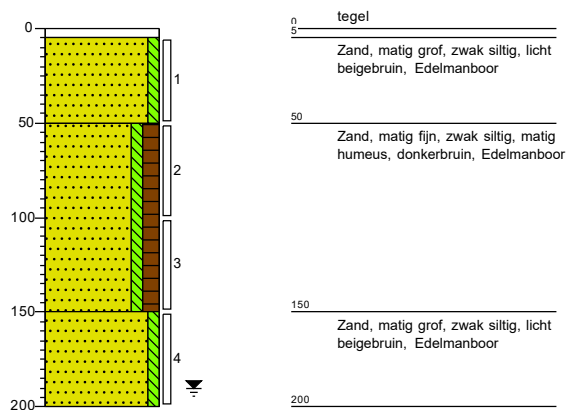 0
50
100
150
200
1
2
3
4
0
tegel
5
Zand, matig grof, zwak siltig, licht
beigebruin, Edelmanboor
50
Zand, matig fijn, zwak siltig, matig
humeus, donkerbruin, Edelmanboor
150
Zand, matig grof, zwak siltig, licht
beigebruin, Edelmanboor
200